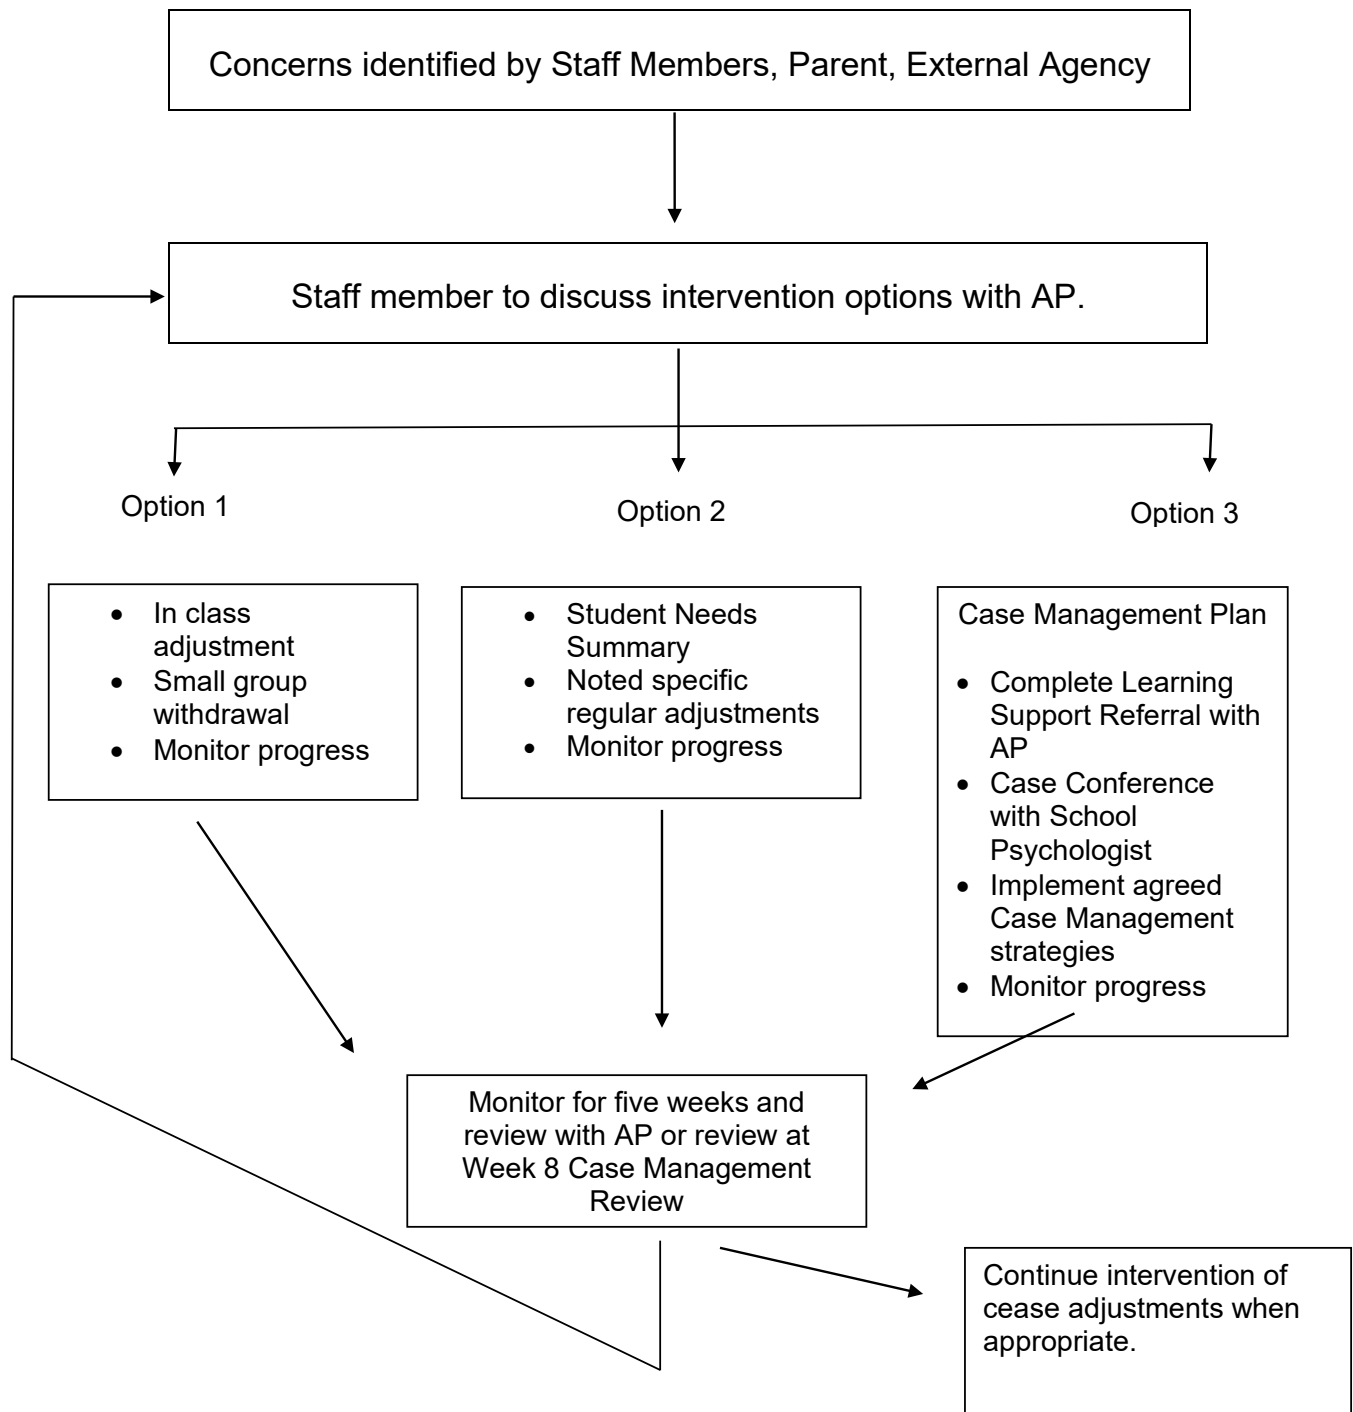 Concerns identified by Staff Members, Parent, External Agency
Staff member to discuss intervention options with AP.
Option 1
Option 2
Option 3
• In class
adjustment
• Small group
withdrawal
• Monitor progress
• Student Needs
Summary
• Noted specific
regular adjustments
• Monitor progress
Case Management Plan
• Complete Learning
Support Referral with
AP
• Case Conference
with School
Psychologist
• Implement agreed
Case Management
strategies
• Monitor progress
Monitor for five weeks and
review with AP or review at
Week 8 Case Management
Review
Continue intervention of
cease adjustments when
appropriate.